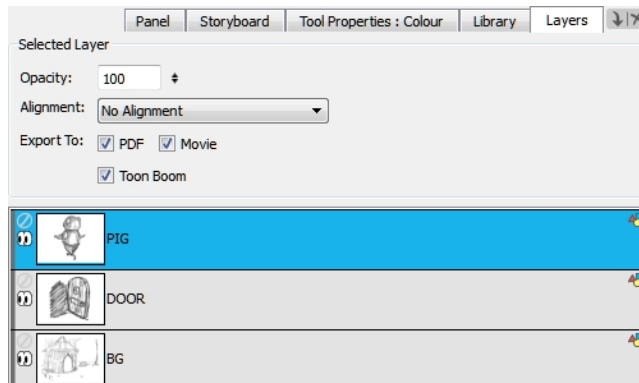 Panel Storyboard Tool Properties : Colour Library Layers
Selected Layer
Opacity: 100
Alignment: No Alignment
Export To: PDF Movie
Toon Boom
PIG
DOOR
BG